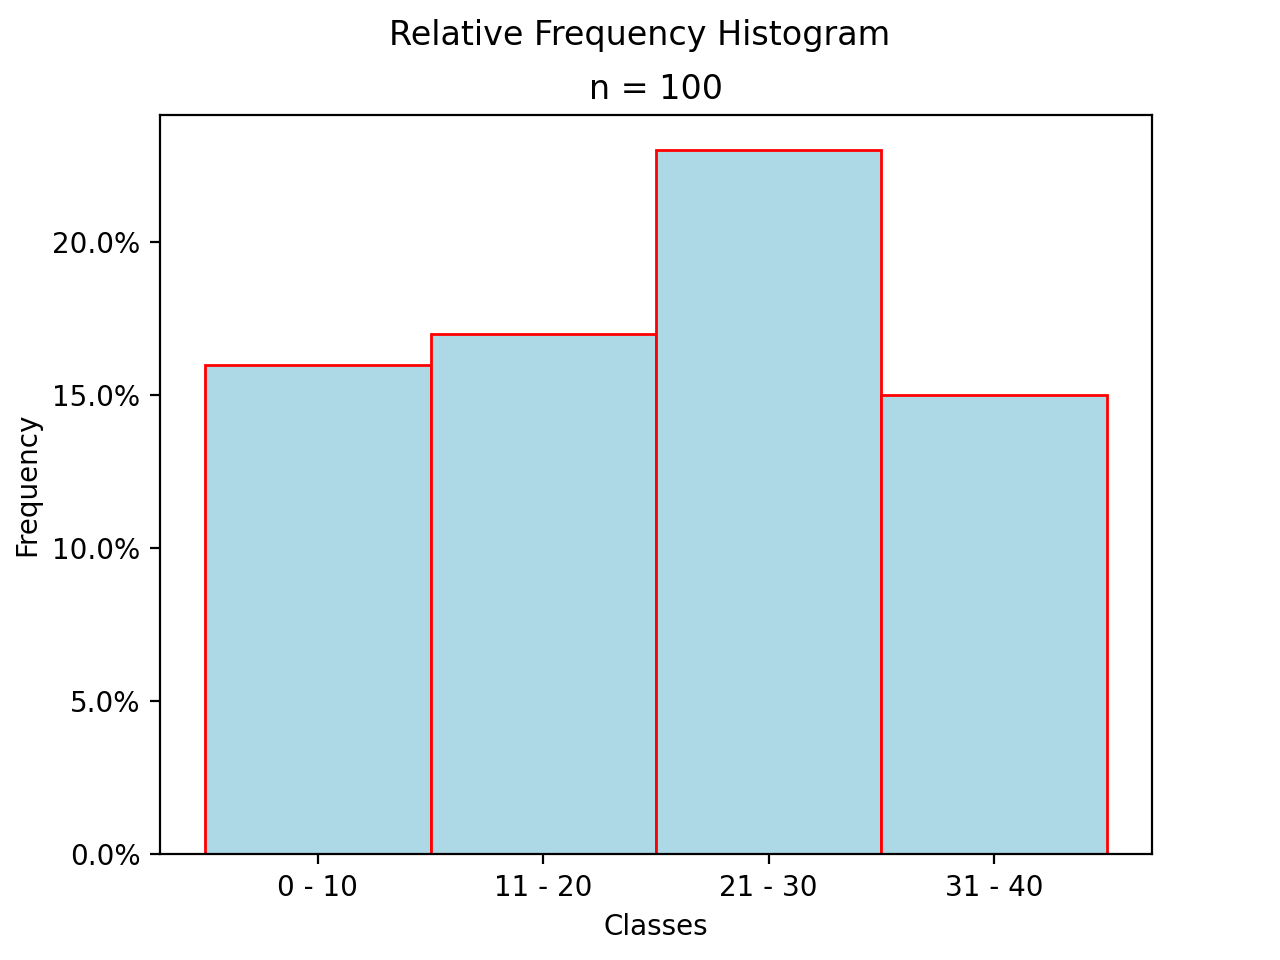 Relative Frequency Histogram
n = 100
20.0%
15.0%
10.0%
5.0%
0.0%
Frequency
0 - 10
11 - 20
21 - 30
31 - 40
Classes